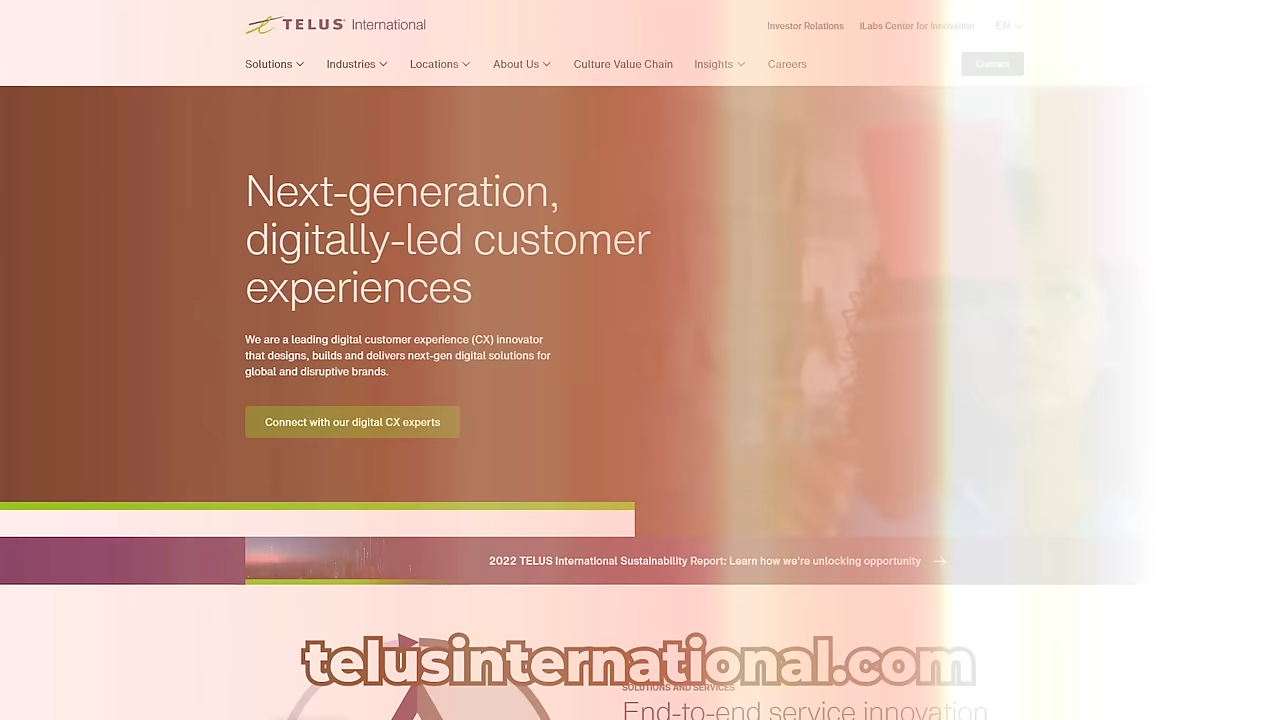 TELUS International
Investor Relations iLabs Center for Innovation EN
Solutions Industries Locations About Us Culture Value Chain Insights Careers Contact
Next-generation,
digitally-led customer
experiences
We are a leading digital customer experience (CX) innovator
that designs, builds and delivers next-gen digital solutions for
global and disruptive brands.
Connect with our digital CX experts
2022 TELUS International Sustainability Report: Learn how we're unlocking opportunity
telusinternational.com
SOLUTIONS AND SERVICES
End-to-end service innovation